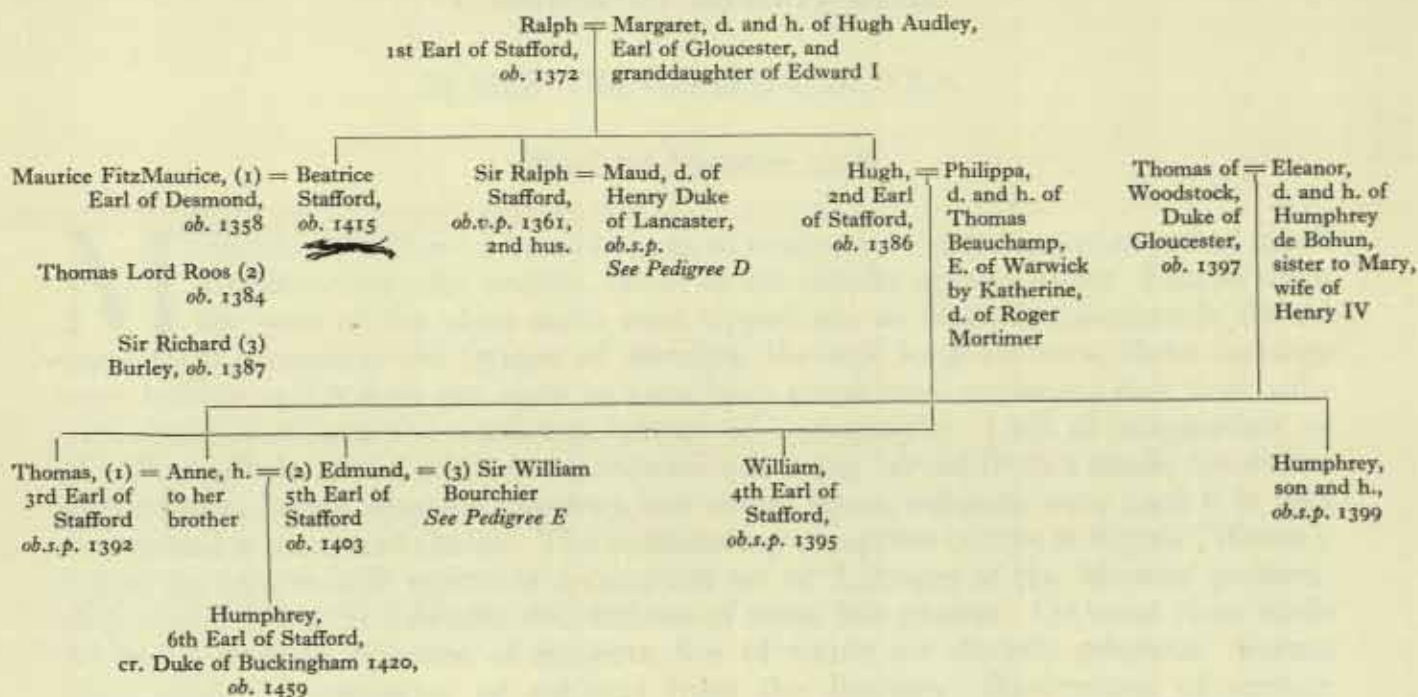 Ralph = Margaret, d. and h. of Hugh Audley,
1st Earl of Stafford, Earl of Gloucester, and
ob. 1372 granddaughter of Edward I
Maurice FitzMaurice, (1) = Beatrice
Earl of Desmond, Stafford,
ob. 1358 ob. 1415
Thomas Lord Roos (2)
ob. 1384
Sir Richard (3)
Burley, ob. 1387
Sir Ralph = Maud, d. of
Stafford, Henry Duke
ob.v.p. 1361, of Lancaster,
2nd hus. ob.s.p.
See Pedigree D
Hugh, = Philippa,
2nd Earl d. and h. of
of Stafford, Thomas
ob. 1386 Beauchamp,
E. of Warwick
by Katherine,
d. of Roger
Mortimer
Thomas of = Eleanor,
Woodstock, d. and h. of
Duke of Humphrey
Gloucester, de Bohun,
ob. 1397 sister to Mary,
wife of
Henry IV
Thomas, (1) = Anne, h. = (2) Edmund, = (3) Sir William
3rd Earl of to her 5th Earl of Bourchier
Stafford brother Stafford See Pedigree E
ob.s.p. 1392 ob. 1403
William,
4th Earl of
Stafford,
ob.s.p. 1395
Humphrey,
son and h.,
ob.s.p. 1399
Humphrey,
6th Earl of Stafford,
cr. Duke of Buckingham 1420,
ob. 1459